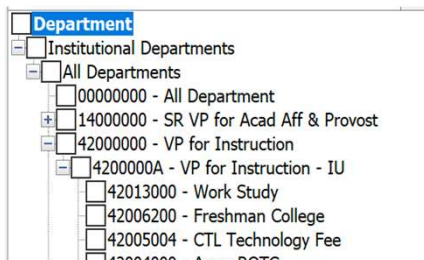 Department
Institutional Departments
All Departments
00000000 - All Department
14000000 - SR VP for Acad Aff & Provost
42000000 - VP for Instruction
4200000A - VP for Instruction - IU
42013000 - Work Study
42006200 - Freshman College
42005004 - CTL Technology Fee